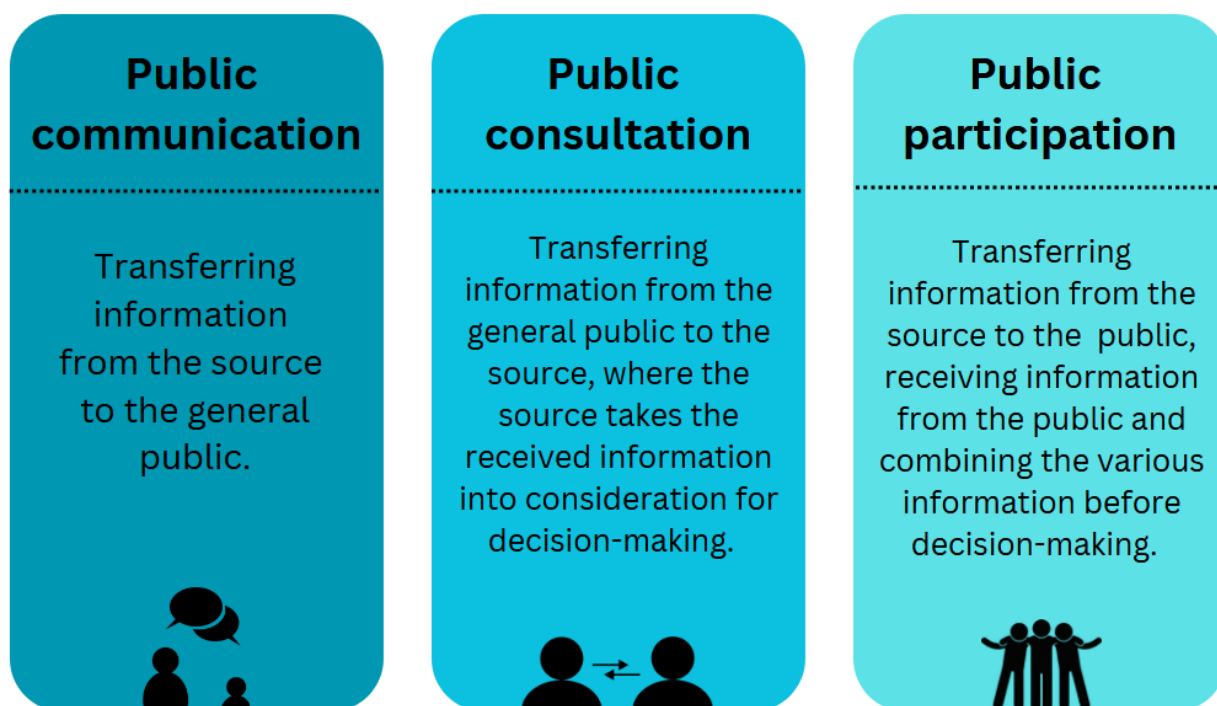 Public
communication
Transferring
information
from the source
to the general
public.
Public
consultation
Transferring
information from the
general public to the
source, where the
source takes the
received information
into consideration for
decision-making.
Public
participation
Transferring
information from the
source to the public,
receiving information
from the public and
combining the various
information before
decision-making.